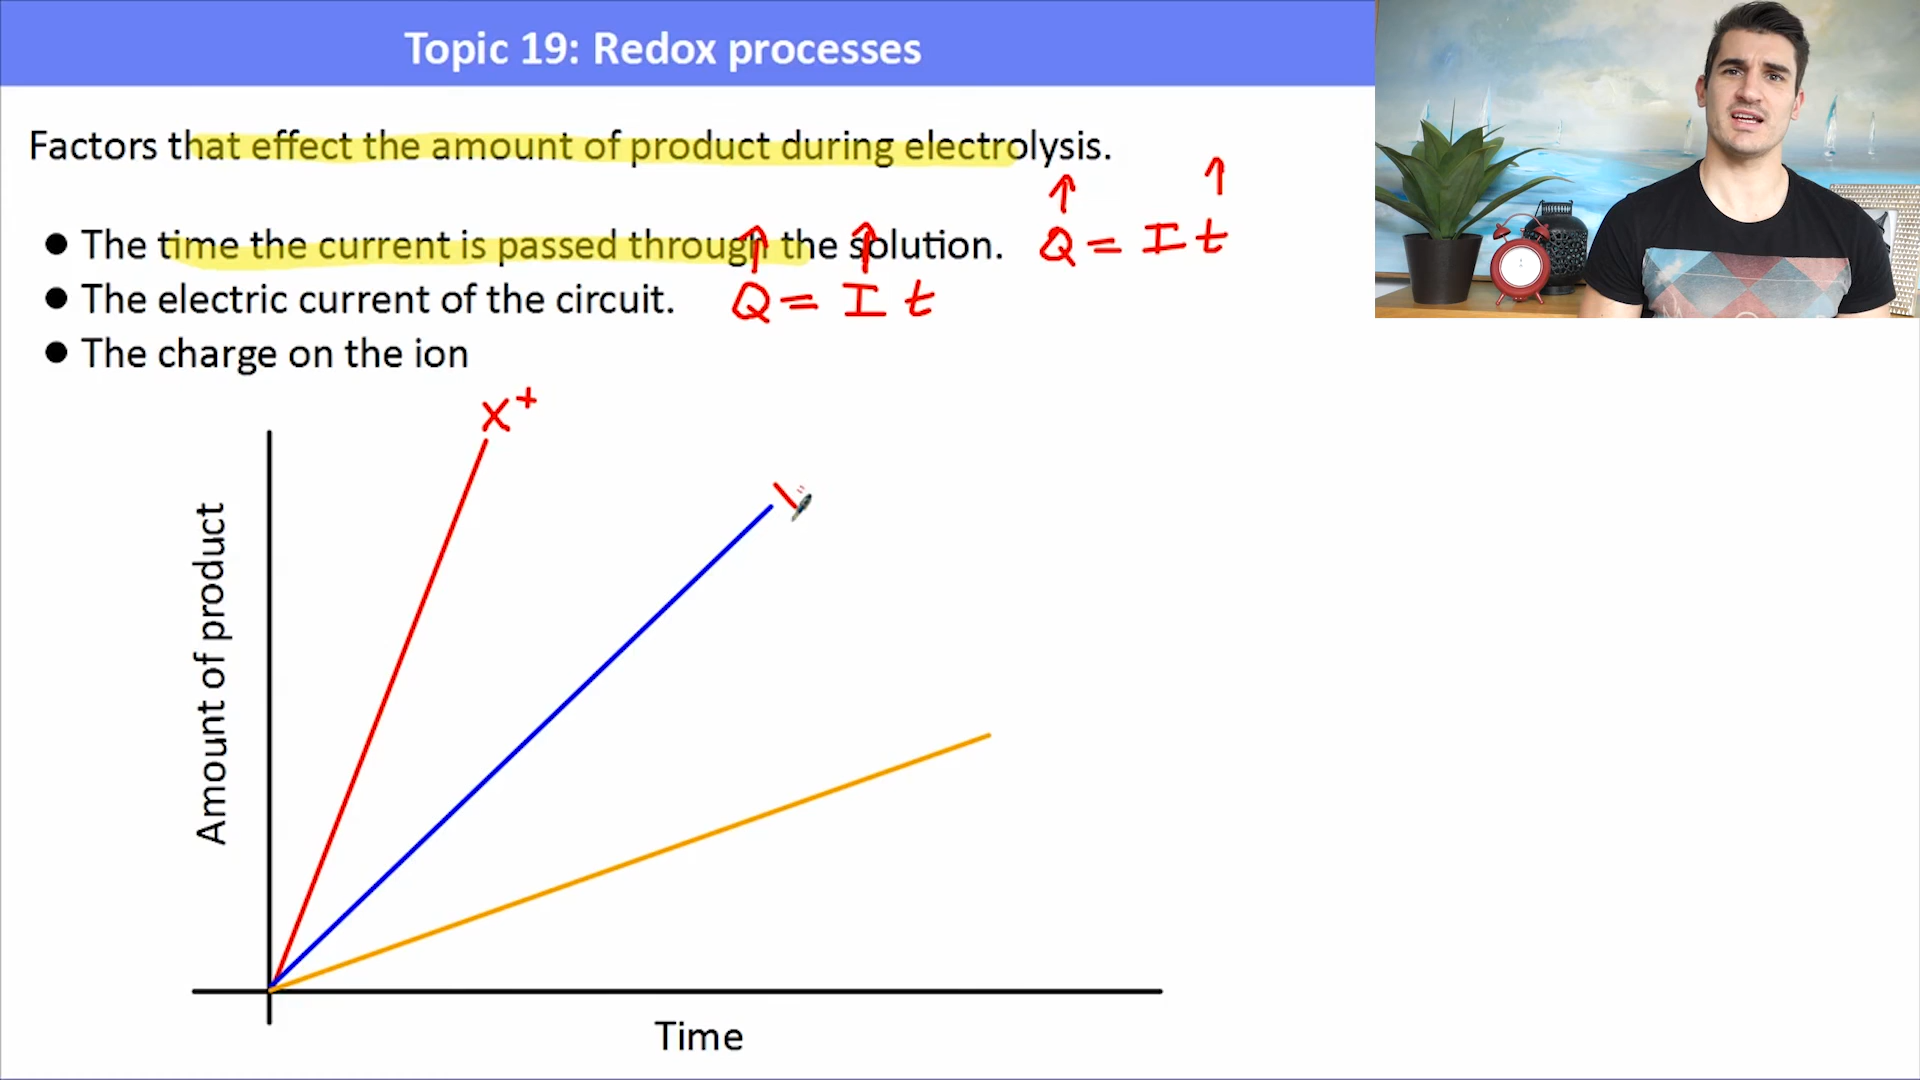 Topic 19: Redox processes
Factors that effect the amount of product during electrolysis.
● The time the current is passed through the solution. Q = I t
● The electric current of the circuit. Q = I t
● The charge on the ion
X+
Amount of product
Time